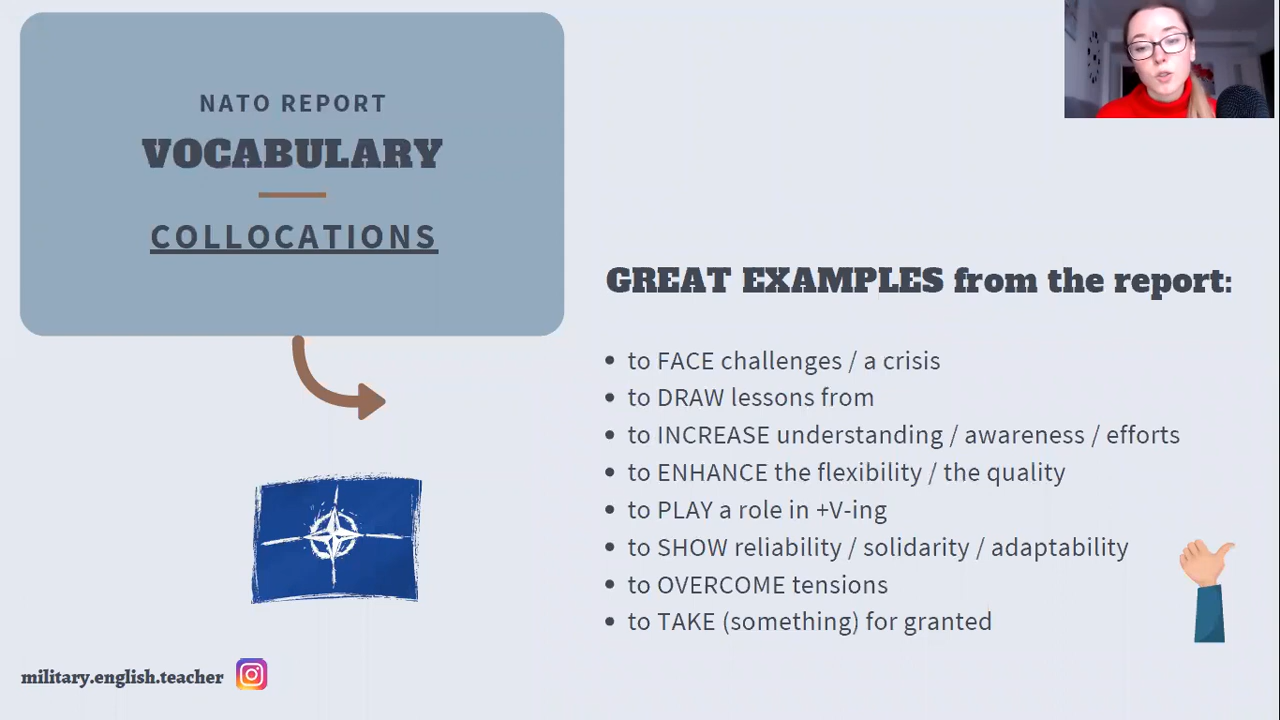 NATO REPORT
VOCABULARY
COLLOCATIONS
GREAT EXAMPLES from the report:
• to FACE challenges / a crisis
• to DRAW lessons from
• to INCREASE understanding / awareness / efforts
• to ENHANCE the flexibility / the quality
• to PLAY a role in +V-ing
• to SHOW reliability / solidarity / adaptability
• to OVERCOME tensions
• to TAKE (something) for granted
military.english.teacher